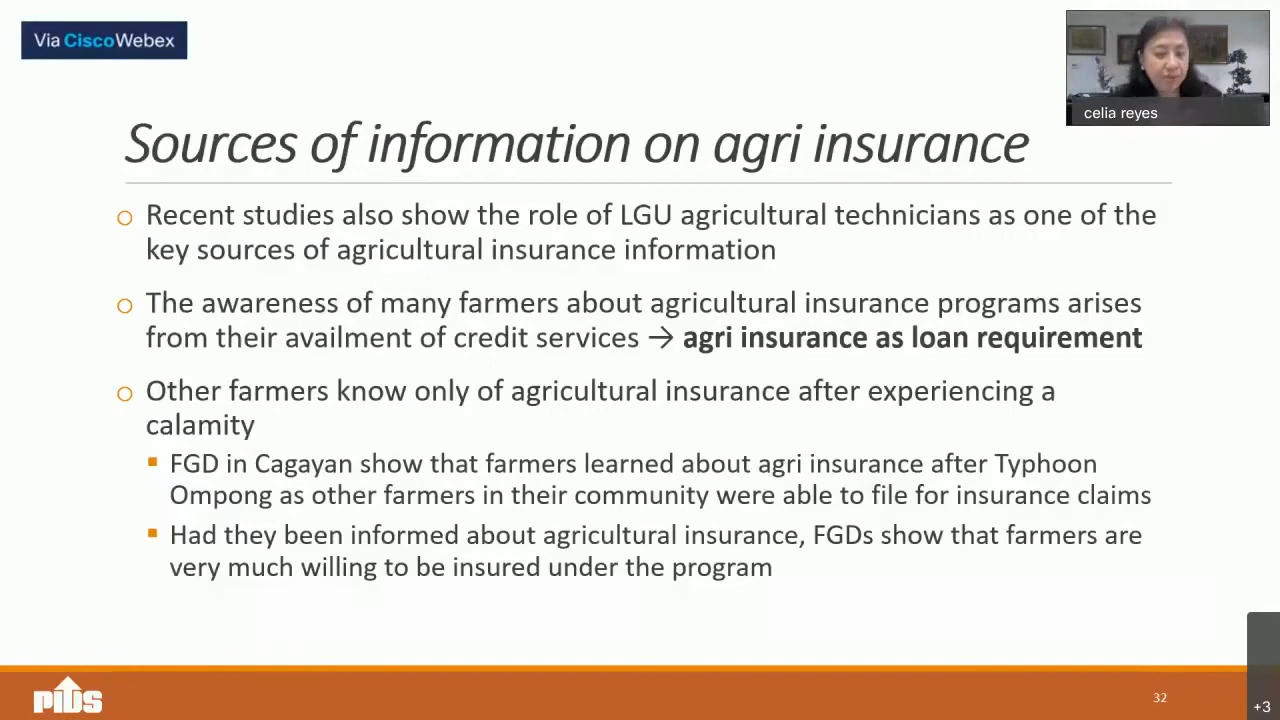 Via CiscoWebex
celia reyes
Sources of information on agri insurance
Recent studies also show the role of LGU agricultural technicians as one of the
key sources of agricultural insurance information
The awareness of many farmers about agricultural insurance programs arises
from their availment of credit services → agri insurance as loan requirement
Other farmers know only of agricultural insurance after experiencing a
calamity
FGD in Cagayan show that farmers learned about agri insurance after Typhoon
Ompong as other farmers in their community were able to file for insurance claims
Had they been informed about agricultural insurance, FGDs show that farmers are
very much willing to be insured under the program
PIDS
32
+3